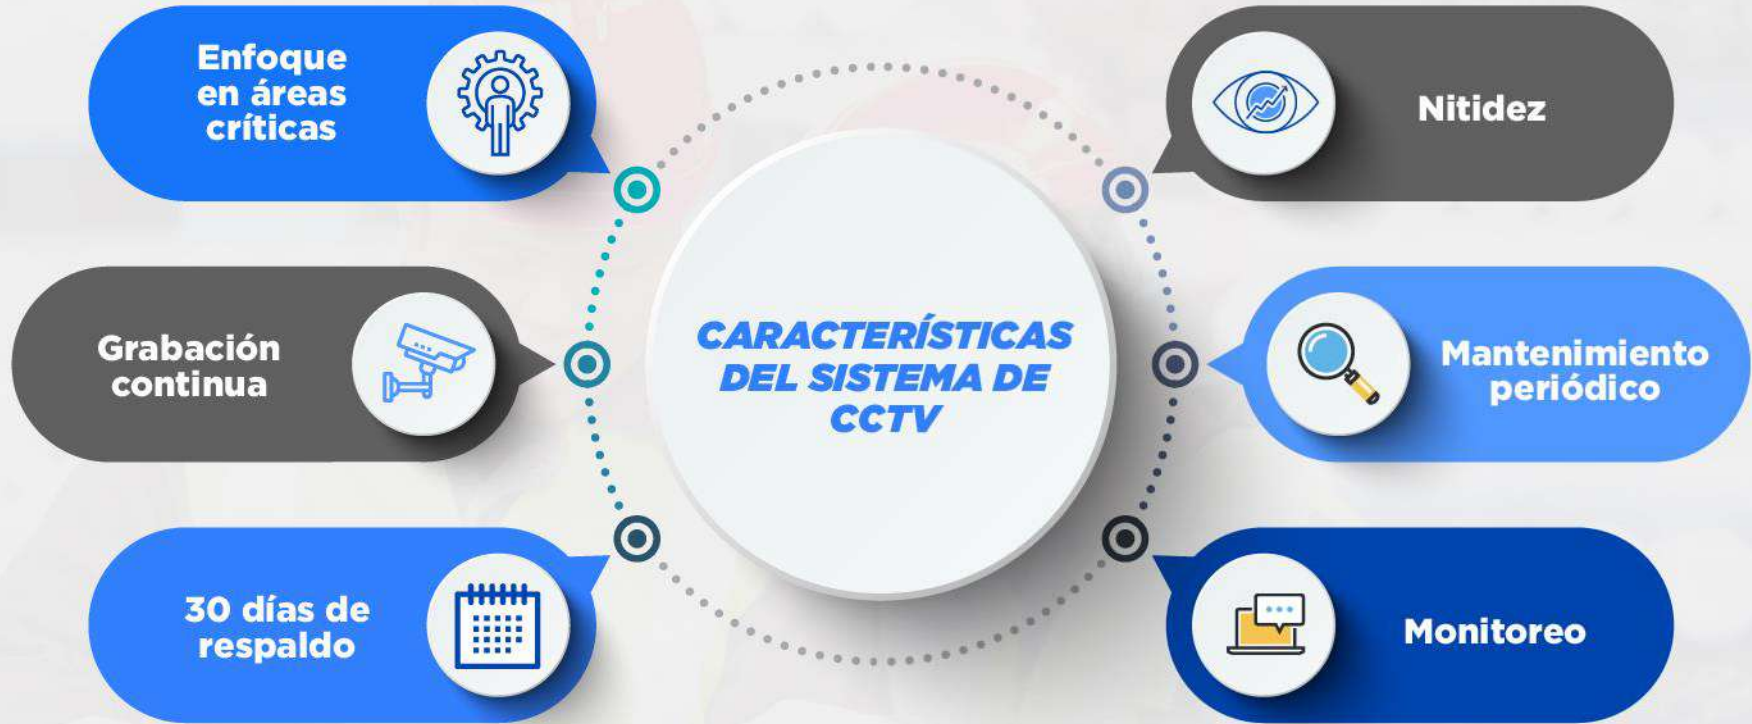 Enfoque
en áreas
críticas
Grabación
continua
30 días de
respaldo
CARACTERÍSTICAS
DEL SISTEMA DE
CCTV
Nitidez
Mantenimiento
periódico
Monitoreo